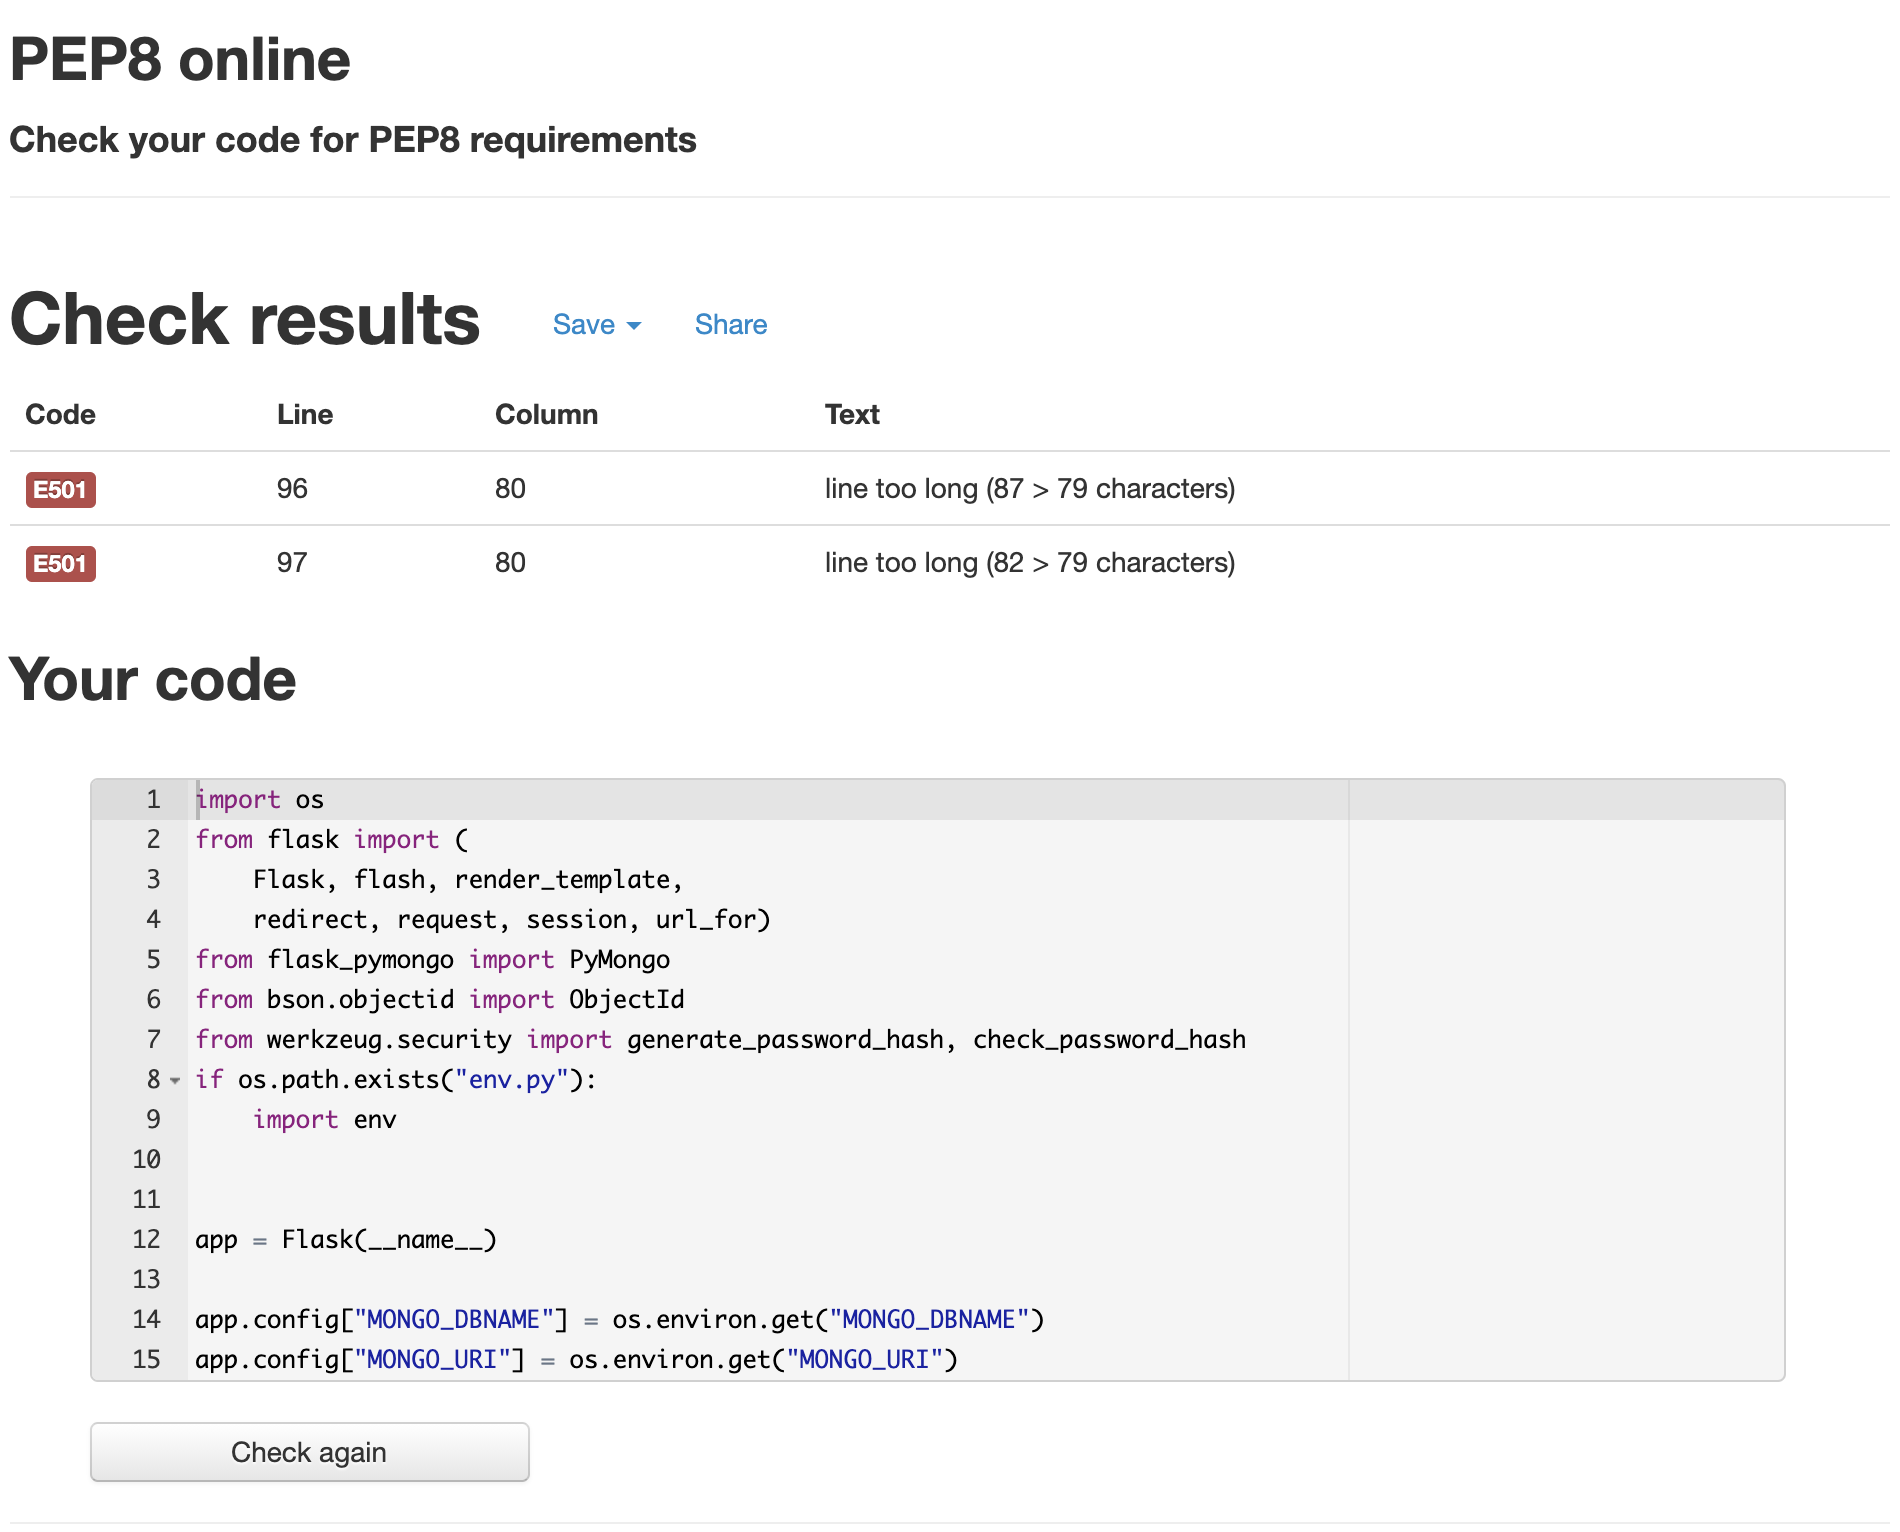 PEP8 online
Check your code for PEP8 requirements
Check results Save Share
Code Line Column Text
E501 96 80 line too long (87 > 79 characters)
E501 97 80 line too long (82 > 79 characters)
Your code
1 import os
2 from flask import (
3     Flask, flash, render_template,
4     redirect, request, session, url_for)
5 from flask_pymongo import PyMongo
6 from bson.objectid import ObjectId
7 from werkzeug.security import generate_password_hash, check_password_hash
8 if os.path.exists("env.py"):
9     import env
10
11
12 app = Flask(__name__)
13
14 app.config["MONGO_DBNAME"] = os.environ.get("MONGO_DBNAME")
15 app.config["MONGO_URI"] = os.environ.get("MONGO_URI")
Check again